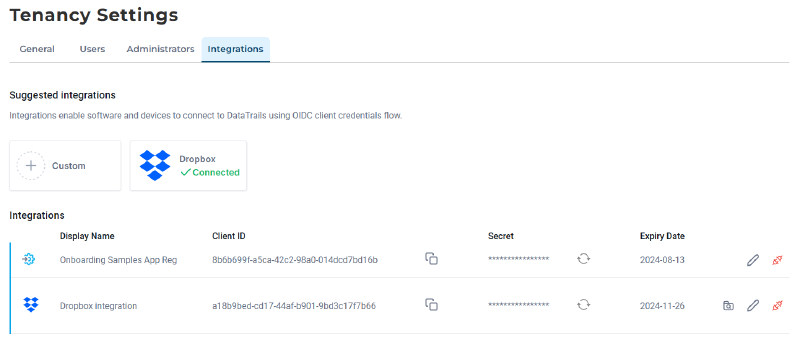 Tenancy Settings
General Users Administrators Integrations
Suggested integrations
Integrations enable software and devices to connect to DataTrails using OIDC client credentials flow.
Custom
Dropbox
Connected
Integrations
Display Name Client ID Secret Expiry Date
Onboarding Samples App Reg 8b6b699f-a5ca-42c2-98a0-014dcd7bd16b **************** 2024-08-13
Dropbox integration a18b9bed-cd17-44af-b901-9bd3c17f7b66 **************** 2024-11-26